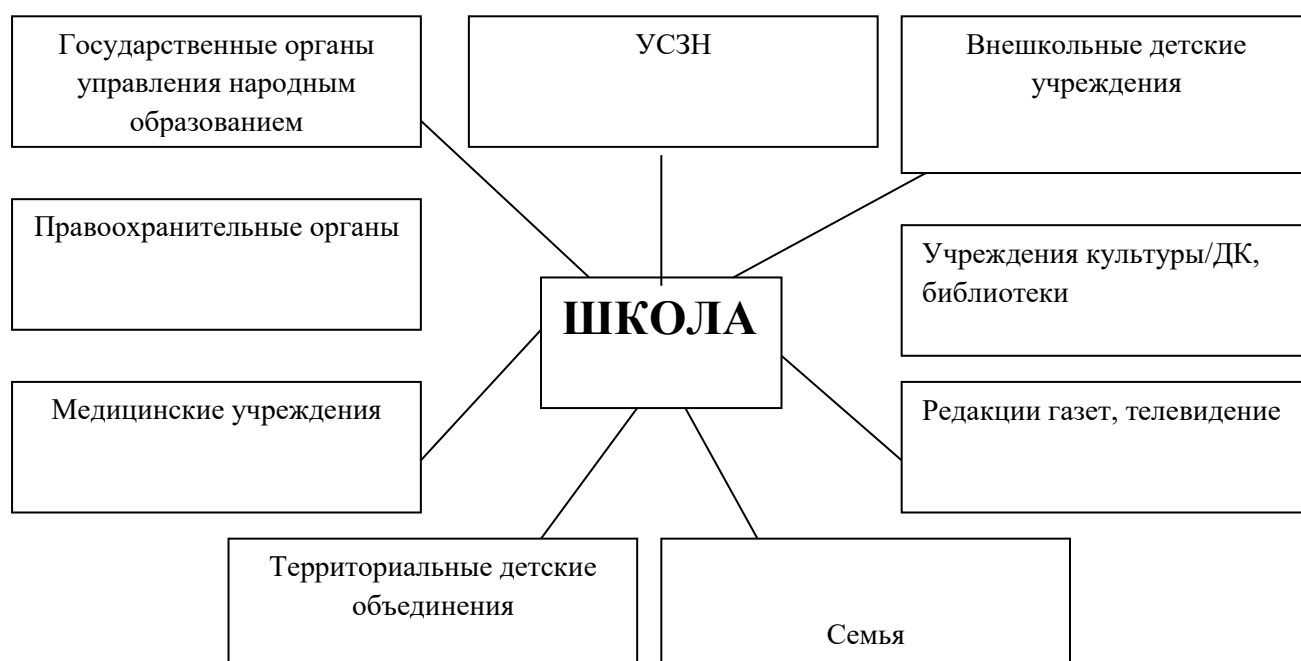 Государственные органы
управления народным
образованием
УСЗН
Внешкольные детские
учреждения
Правоохранительные органы
Учреждения культуры/ДК,
библиотеки
ШКОЛА
Медицинские учреждения
Редакции газет, телевидение
Территориальные детские
объединения
Семья